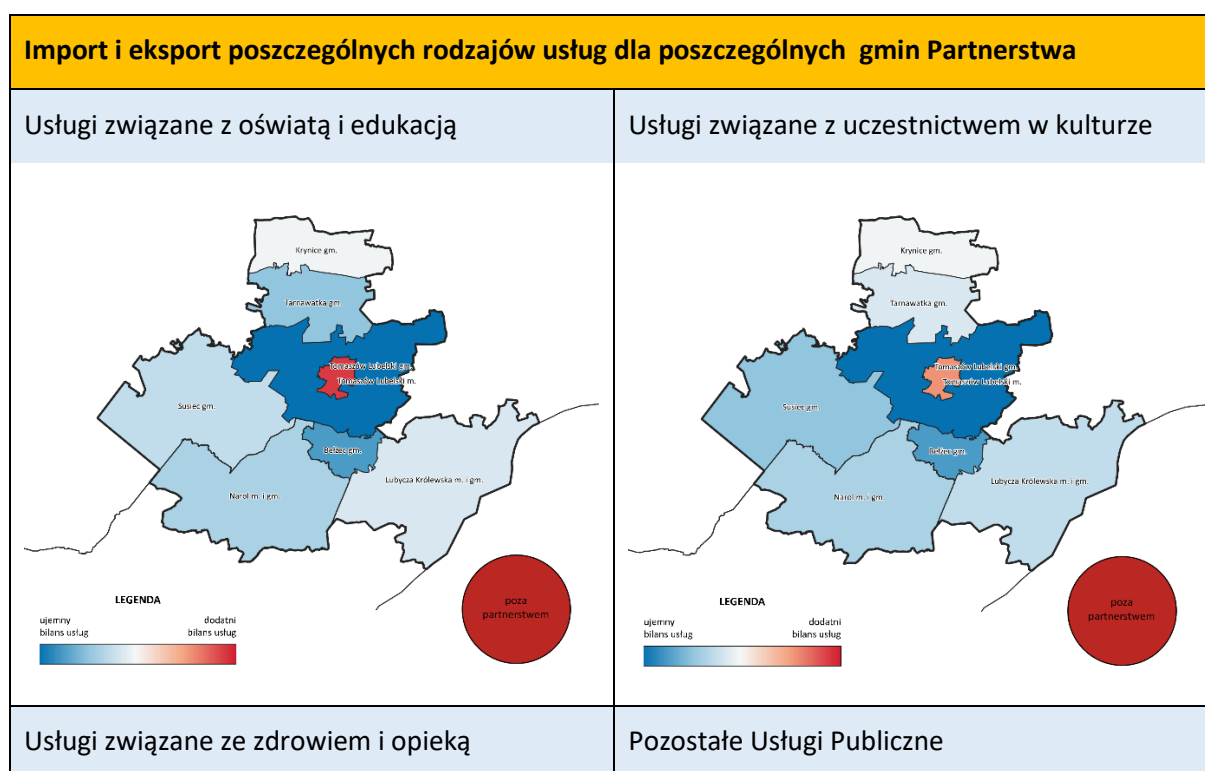 Import i eksport poszczególnych rodzajów usług dla poszczególnych gmin Partnerstwa
Usługi związane z oświatą i edukacją
Usługi związane z uczestnictwem w kulturze
Krynice gm.
Tarnawatka gm.
Tomaszów Lubelski gm.
Tomaszów Lubelski m.
Susiec gm.
Bełżec gm.
Narol m. i gm.
Lubycza Królewska m. i gm.
poza
partnerstwem
LEGENDA
ujemny
bilans usług
dodatni
bilans usług
Krynice gm.
Tarnawatka gm.
Tomaszów Lubelski gm.
Tomaszów Lubelski m.
Susiec gm.
Bełżec gm.
Narol m. i gm.
Lubycza Królewska m. i gm.
poza
partnerstwem
LEGENDA
ujemny
bilans usług
dodatni
bilans usług
Usługi związane ze zdrowiem i opieką
Pozostałe Usługi Publiczne